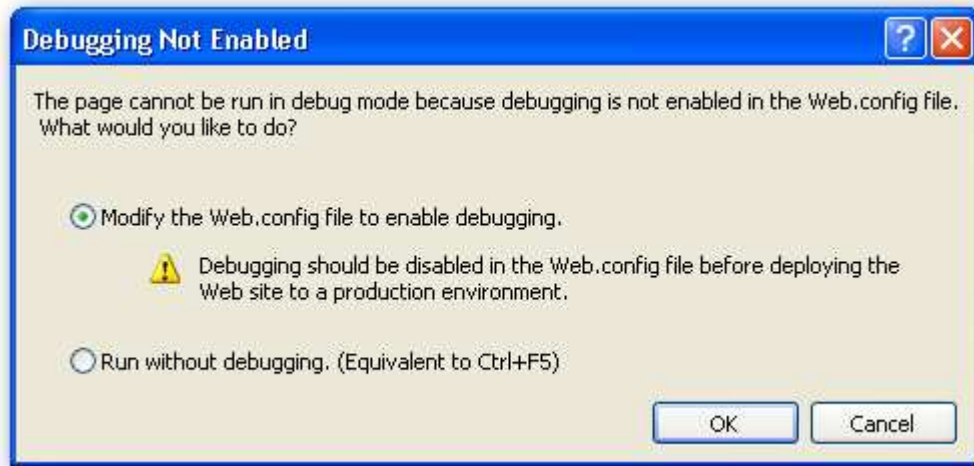 Debugging Not Enabled
?
The page cannot be run in debug mode because debugging is not enabled in the Web.config file.
What would you like to do?
Modify the Web.config file to enable debugging.
Debugging should be disabled in the Web.config file before deploying the
Web site to a production environment.
Run without debugging. (Equivalent to Ctrl+F5)
OK
Cancel